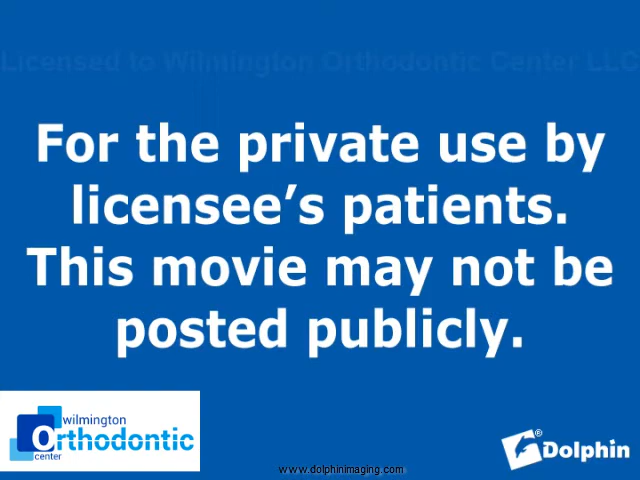 Licensed to Wilmington Orthodontic Center LLC
For the private use by
licensee’s patients.
This movie may not be
posted publicly.
wilmington
Orthodontic
center
www.dolphinimaging.com
Dolphin®